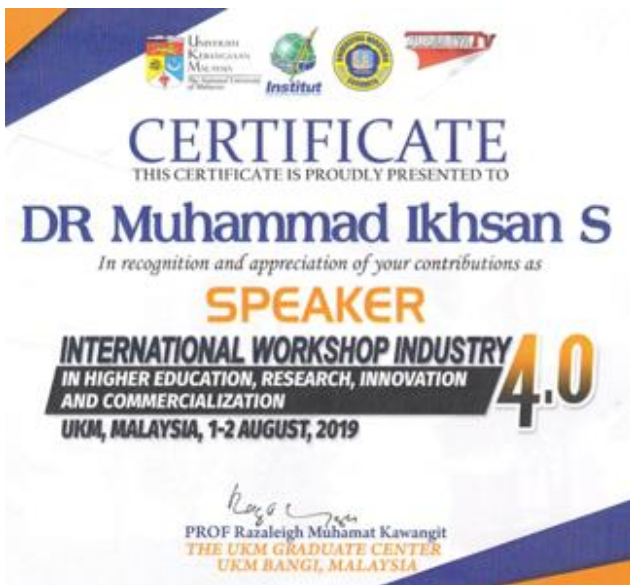 UNIVERSITI
KEBANGSAAN
MALAYSIA
The National University
of Malaysia
Institut
TV
CERTIFICATE
THIS CERTIFICATE IS PROUDLY PRESENTED TO
DR Muhammad Ikhsan S
In recognition and appreciation of your contributions as
SPEAKER
INTERNATIONAL WORKSHOP INDUSTRY 4.0
IN HIGHER EDUCATION, RESEARCH, INNOVATION
AND COMMERCIALIZATION
UKM, MALAYSIA, 1-2 AUGUST, 2019
PROF Razaleigh Muhamat Kawangit
THE UKM GRADUATE CENTER
UKM BANGI, MALAYSIA